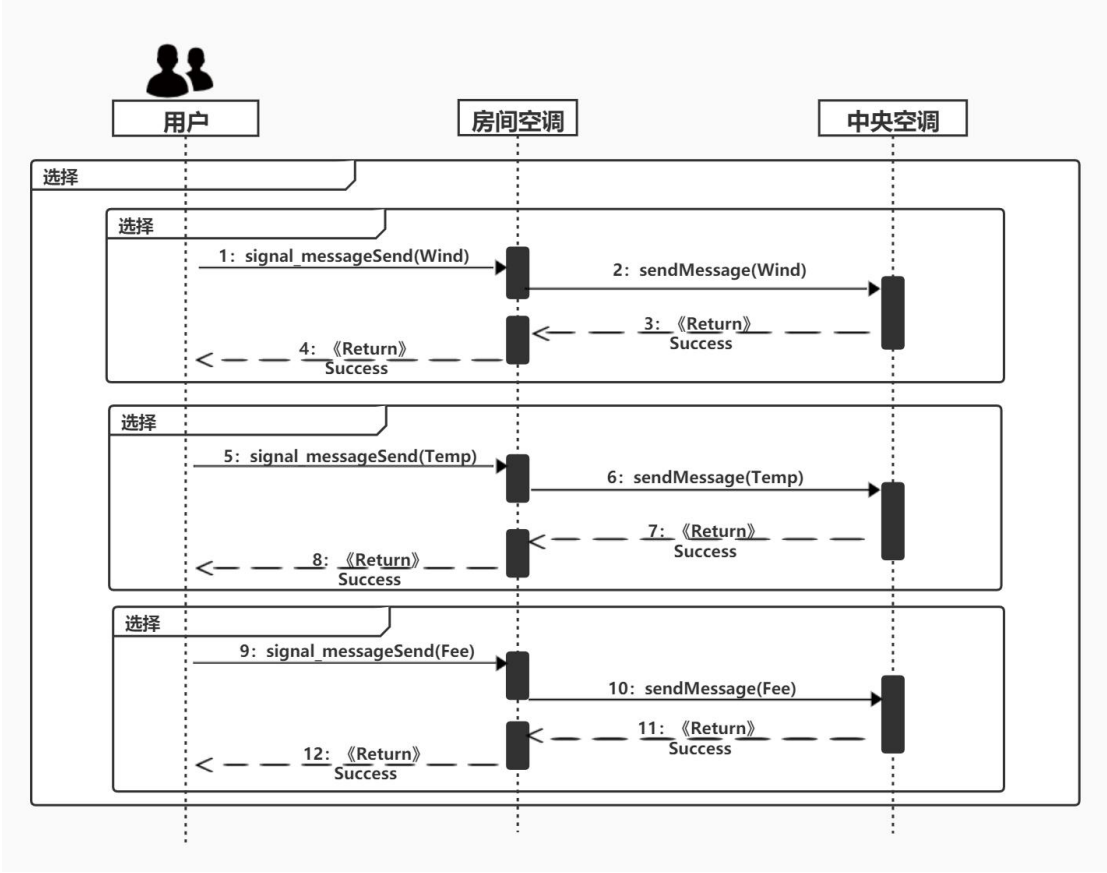 用户
房间空调
中央空调
选择
选择
1：signal_messageSend(Wind)
2：sendMessage(Wind)
3：《Return》
Success
4：《Return》
Success
选择
5：signal_messageSend(Temp)
6：sendMessage(Temp)
7：《Return》
Success
8：《Return》
Success
选择
9：signal_messageSend(Fee)
10：sendMessage(Fee)
11：《Return》
Success
12：《Return》
Success